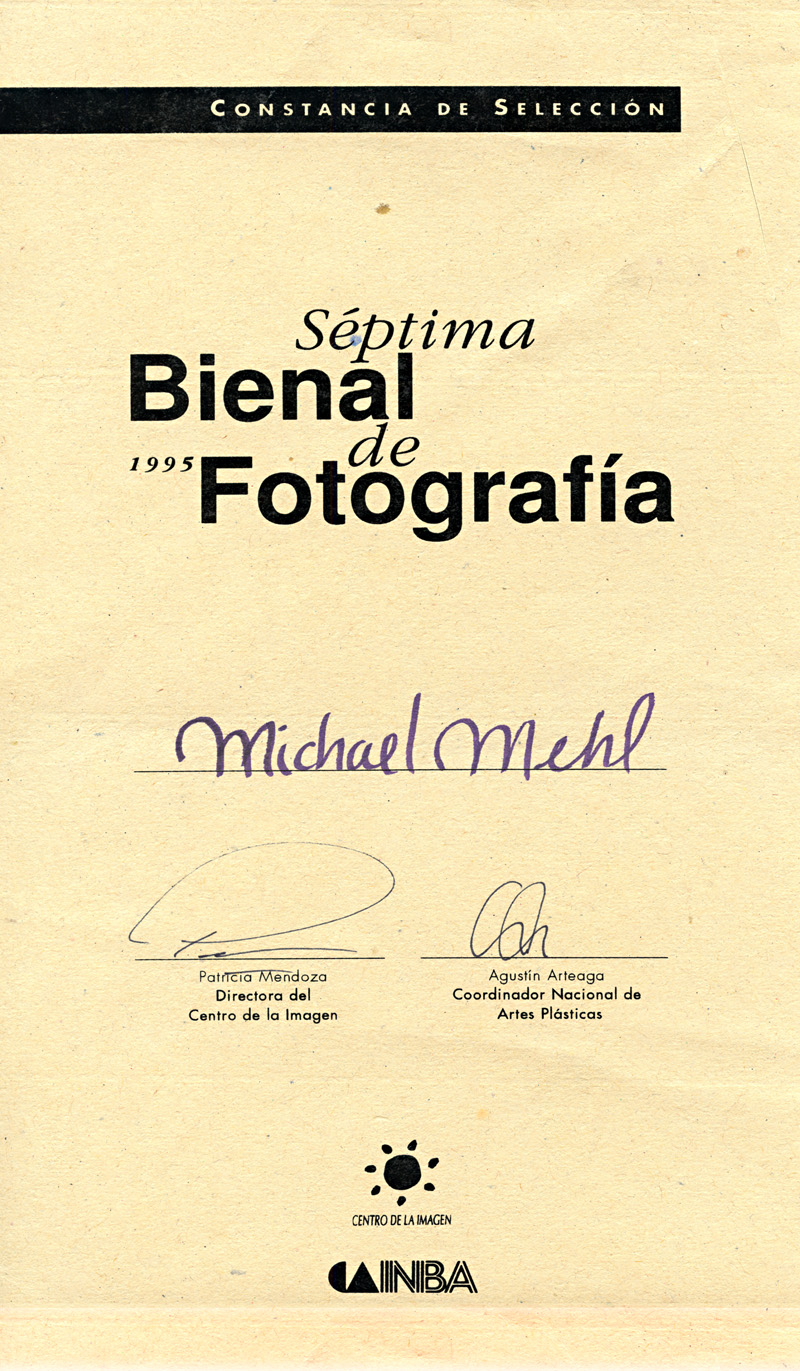 CONSTANCIA DE SELECCIÓN
Séptima
Bienal
de
1995 Fotografía
Michael Mehl
Patricia Mendoza
Directora del
Centro de la Imagen
Agustín Arteaga
Coordinador Nacional de
Artes Plásticas
CENTRO DE LA IMAGEN
INBA